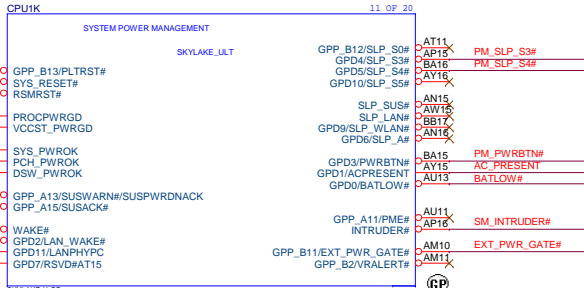 CPU1K 11 OF 20
SYSTEM POWER MANAGEMENT
SKYLAKE_ULT
GPP_B12/SLP_S0# AT11
GPD4/SLP_S3# AP15 PM_SLP_S3#
GPD5/SLP_S4# BA16 PM_SLP_S4#
GPD10/SLP_S5# AY16
GPP_B13/PLTRST#
SYS_RESET#
RSMRST#
SLP_SUS# AN15
SLP_LAN# AW15
GPD9/SLP_WLAN# BB17
GPD6/SLP_A# AN16
PROCPWRGD
VCCST_PWRGD
SYS_PWROK
PCH_PWROK
DSW_PWROK
GPD3/PWRBTN# BA15 PM_PWRBTN#
GPD1/ACPRESENT AY15 AC_PRESENT
GPD0/BATLOW# AU13 BATLOW#
GPP_A13/SUSWARN#/SUSPWRDNACK
GPP_A15/SUSACK#
GPP_A11/PME# AU11
INTRUDER# AP16 SM_INTRUDER#
WAKE#
GPD2/LAN_WAKE#
GPD11/LANPHYPC
GPD7/RSVD#AT15
GPP_B11/EXT_PWR_GATE# AM10 EXT_PWR_GATE#
GPP_B2/VRALERT# AM11
GP